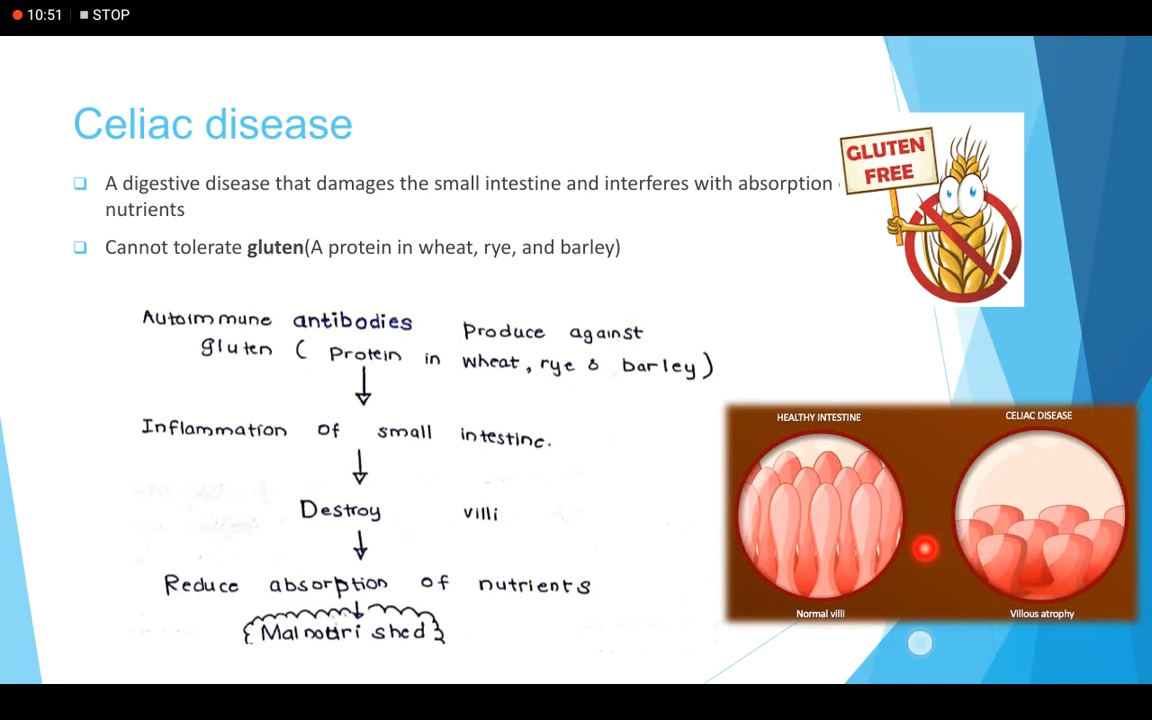 10:51 STOP
Celiac disease
A digestive disease that damages the small intestine and interferes with absorption
nutrients
Cannot tolerate gluten(A protein in wheat, rye, and barley)
GLUTEN
FREE
Autoimmune antibodies Produce against
gluten ( Protein in wheat, rye & barley)
Inflammation of small intestine.
Destroy villi
Reduce absorption of nutrients
{Malnourished}
HEALTHY INTESTINE
Normal villi
CELIAC DISEASE
Villous atrophy